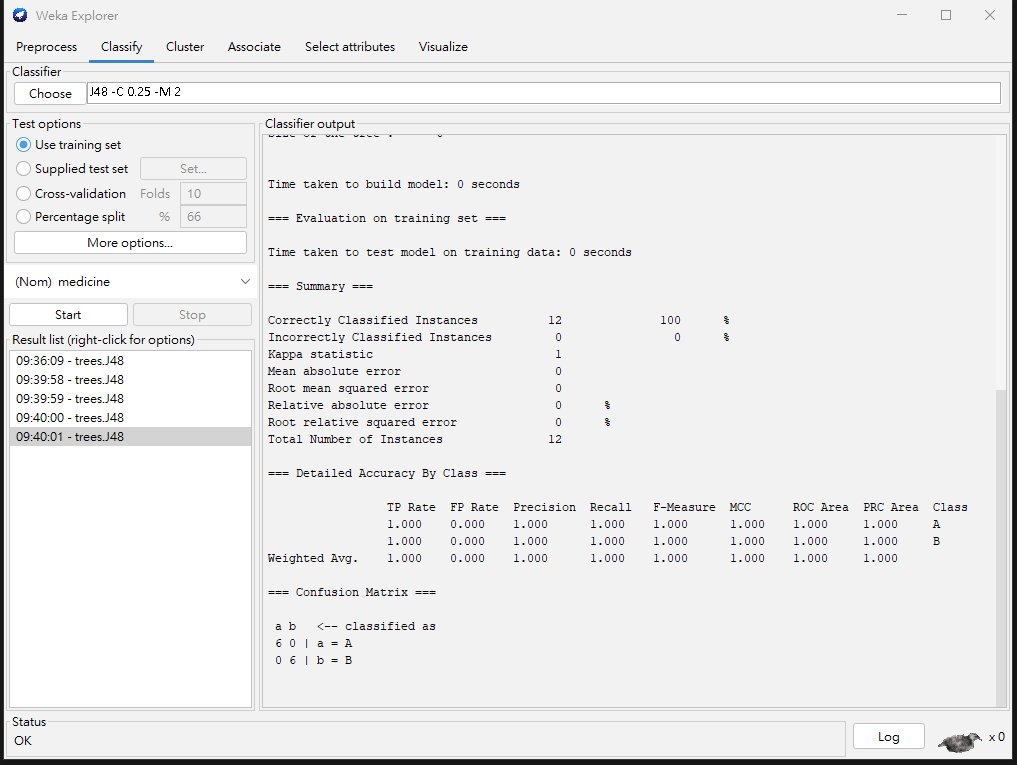 Weka Explorer
Preprocess Classify Cluster Associate Select attributes Visualize
Classifier
Choose J48 -C 0.25 -M 2
Test options
Use training set
Supplied test set Set...
Cross-validation Folds 10
Percentage split % 66
More options...
(Nom) medicine
Start Stop
Result list (right-click for options)
09:36:09 - trees.J48
09:39:58 - trees.J48
09:39:59 - trees.J48
09:40:00 - trees.J48
09:40:01 - trees.J48
Classifier output
Time taken to build model: 0 seconds
=== Evaluation on training set ===
Time taken to test model on training data: 0 seconds
=== Summary ===
Correctly Classified Instances 12 100 %
Incorrectly Classified Instances 0 0 %
Kappa statistic 1
Mean absolute error 0
Root mean squared error 0
Relative absolute error 0 %
Root relative squared error 0 %
Total Number of Instances 12
=== Detailed Accuracy By Class ===
TP Rate FP Rate Precision Recall F-Measure MCC ROC Area PRC Area Class
1.000 0.000 1.000 1.000 1.000 1.000 1.000 1.000 A
1.000 0.000 1.000 1.000 1.000 1.000 1.000 1.000 B
Weighted Avg. 1.000 0.000 1.000 1.000 1.000 1.000 1.000 1.000
=== Confusion Matrix ===
a b <-- classified as
6 0 | a = A
0 6 | b = B
Status
OK
Log
x 0